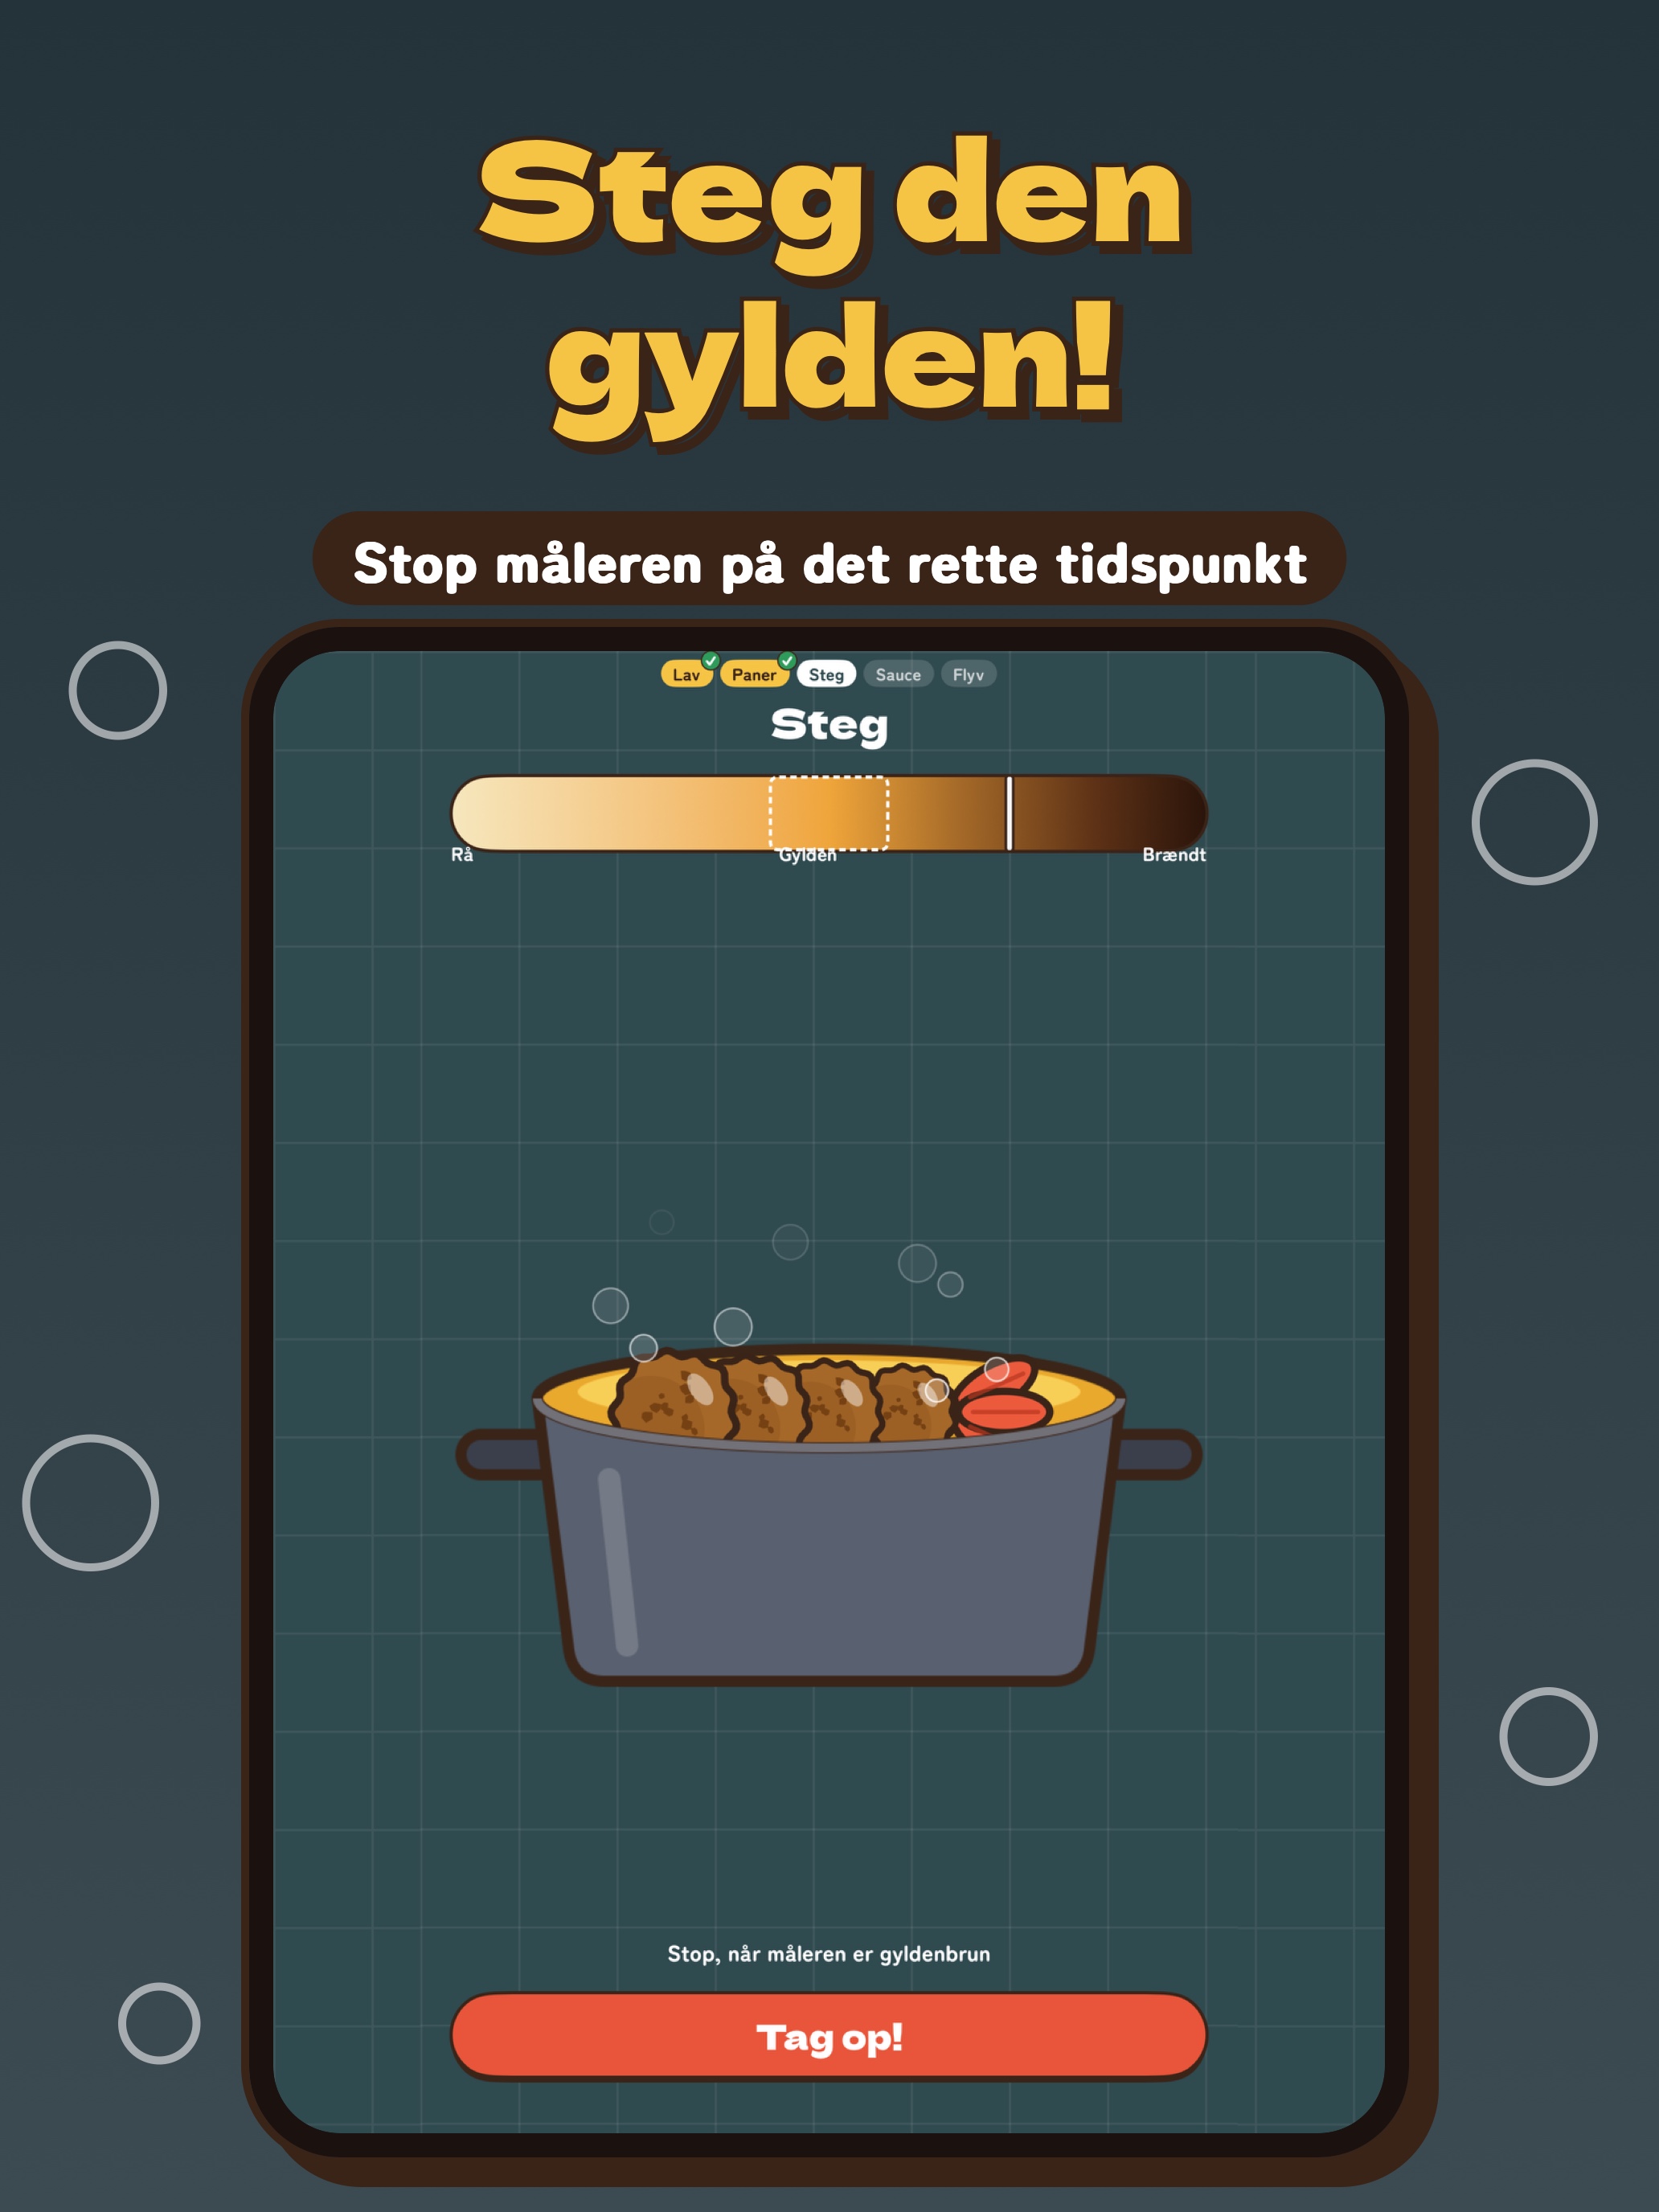 Steg den
gylden!
Stop måleren på det rette tidspunkt
Lav Paner Steg Sauce Flyv
Steg
Rå Gylden Brændt
Stop, når måleren er gyldenbrun
Tag op!